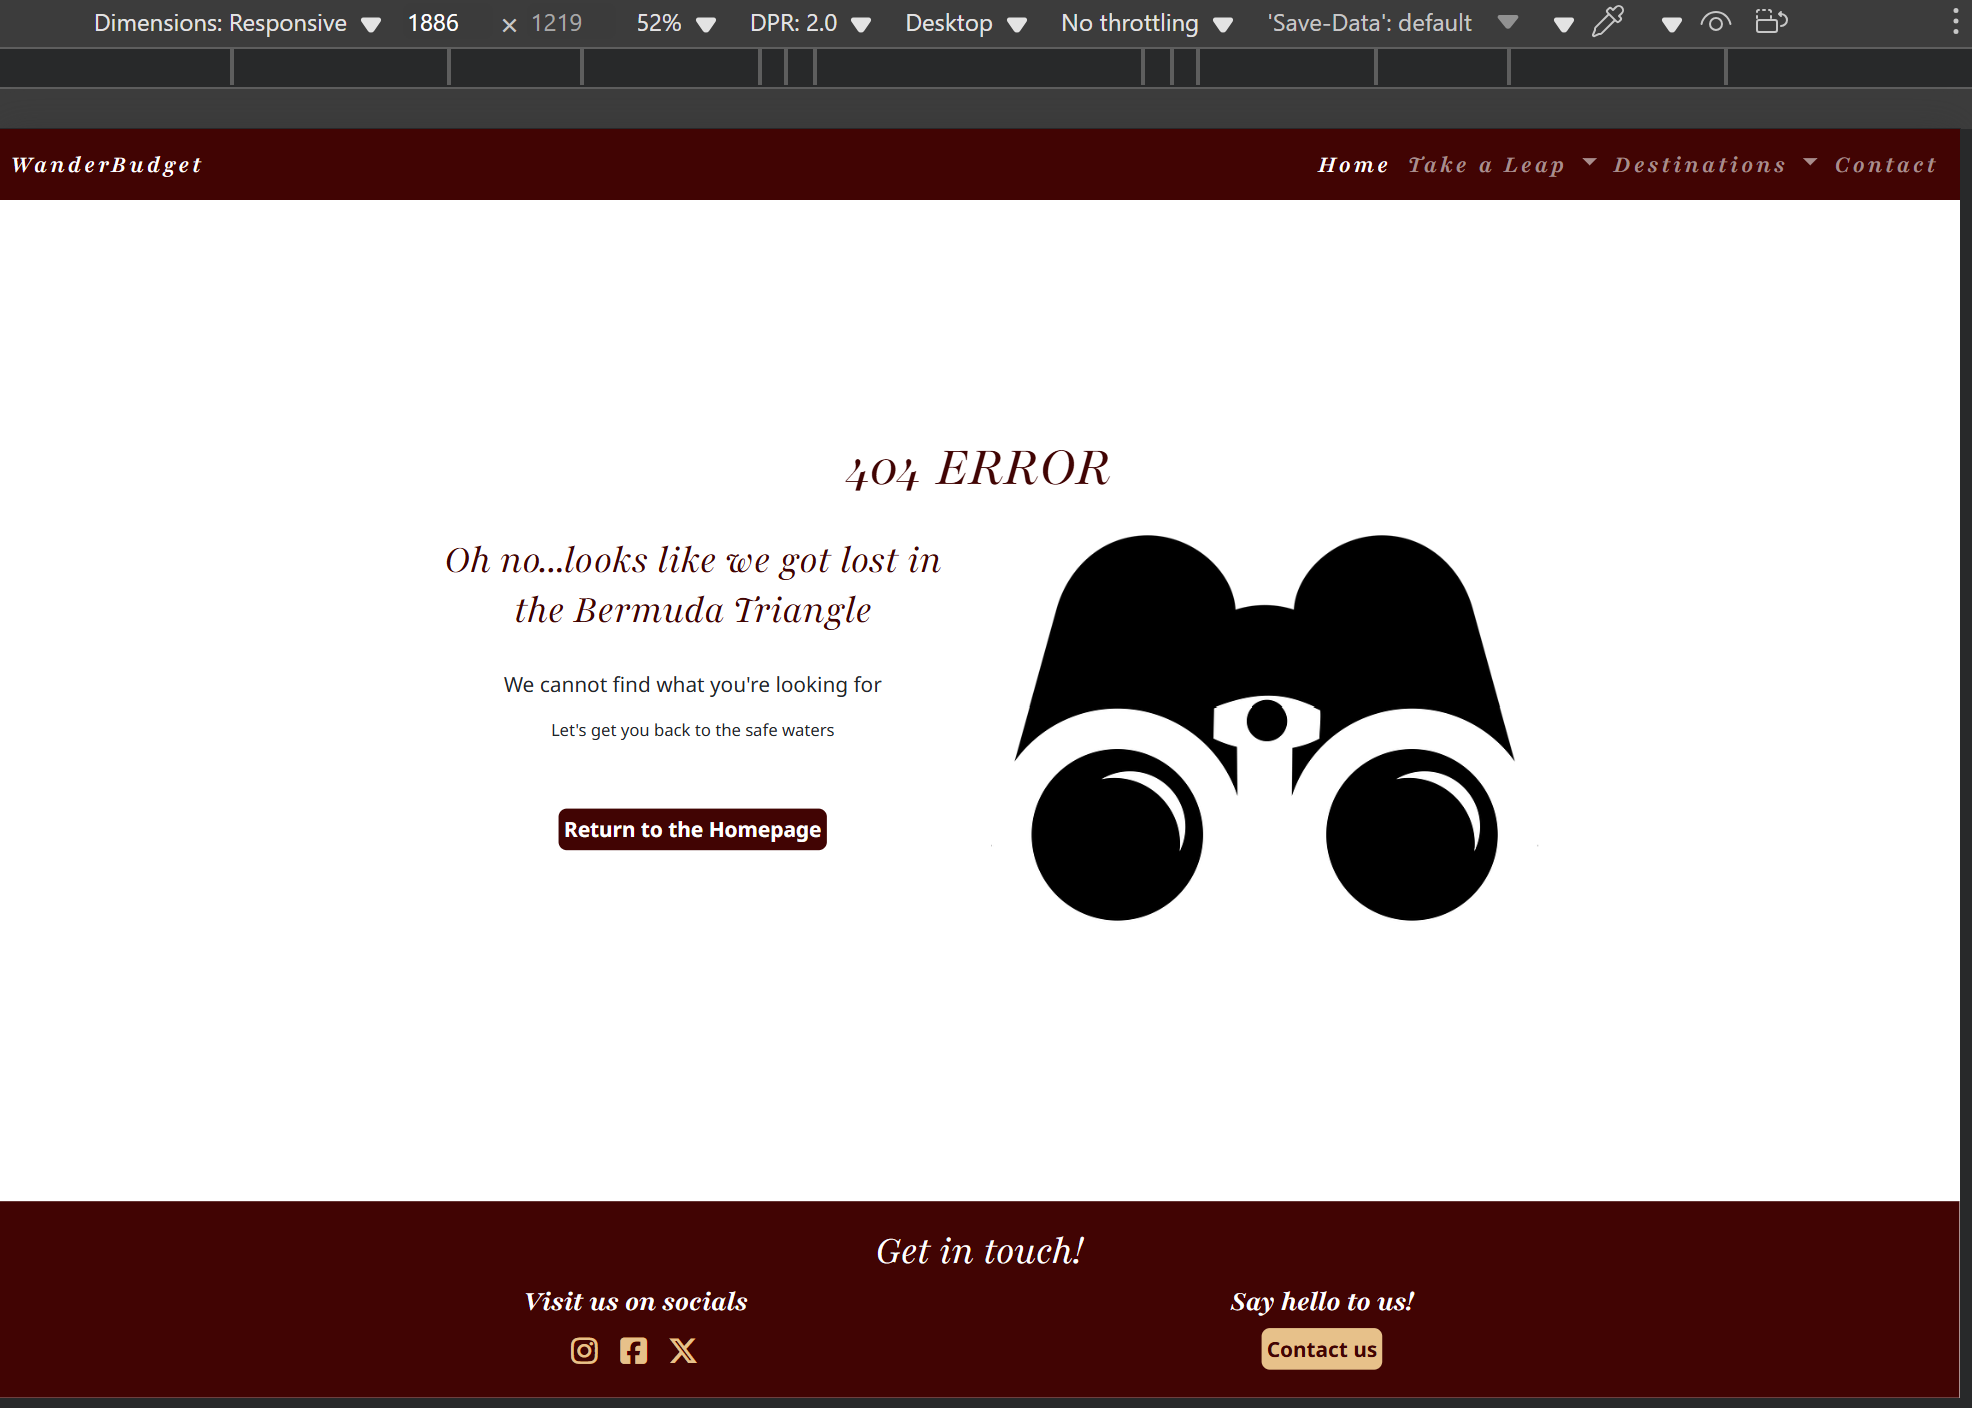 Dimensions: Responsive 1886 × 1219 52% DPR: 2.0 Desktop No throttling 'Save-Data': default
WanderBudget Home Take a Leap Destinations Contact
404 ERROR
Oh no...looks like we got lost in
the Bermuda Triangle
We cannot find what you're looking for
Let's get you back to the safe waters
Return to the Homepage
Get in touch!
Visit us on socials
Say hello to us!
Contact us